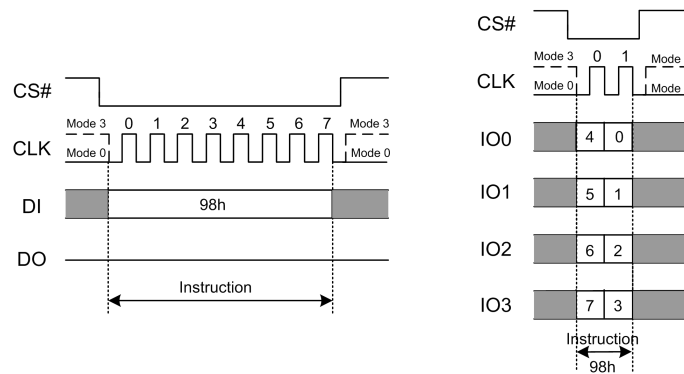 CS#
Mode 3 0 1 2 3 4 5 6 7 Mode 3
CLK
Mode 0 Mode 0
DI 98h
DO
Instruction
CS#
Mode 3 0 1 Mode
CLK
Mode 0 Mode
IO0 4 0
IO1 5 1
IO2 6 2
IO3 7 3
Instruction
98h